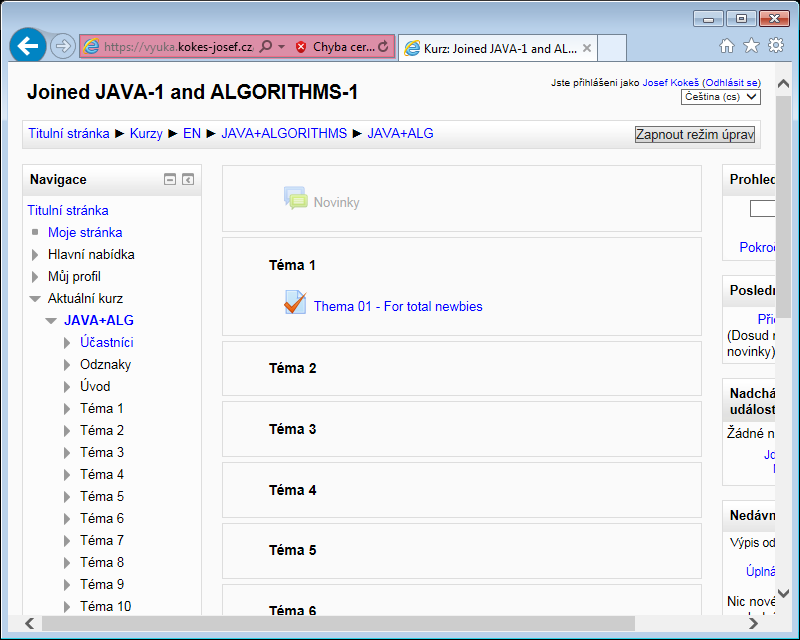 https://vyuka.kokes-josef.cz
Chyba cer...
Kurz: Joined JAVA-1 and AL...
Joined JAVA-1 and ALGORITHMS-1
Jste přihlášeni jako Josef Kokeš (Odhlásit se)
Čeština (cs)
Titulní stránka ► Kurzy ► EN ► JAVA+ALGORITHMS ► JAVA+ALG
Zapnout režim úprav
Navigace
Titulní stránka
Moje stránka
Hlavní nabídka
Můj profil
Aktuální kurz
JAVA+ALG
Účastníci
Odznaky
Úvod
Téma 1
Téma 2
Téma 3
Téma 4
Téma 5
Téma 6
Téma 7
Téma 8
Téma 9
Téma 10
Novinky
Téma 1
Thema 01 - For total newbies
Téma 2
Téma 3
Téma 4
Téma 5
Téma 6
Prohled
Pokroč
Posledn
Přid
(Dosud n
novinky)
Nadchá
událost
Žádné n
Nedávn
Výpis od
Úplná
Nic nové